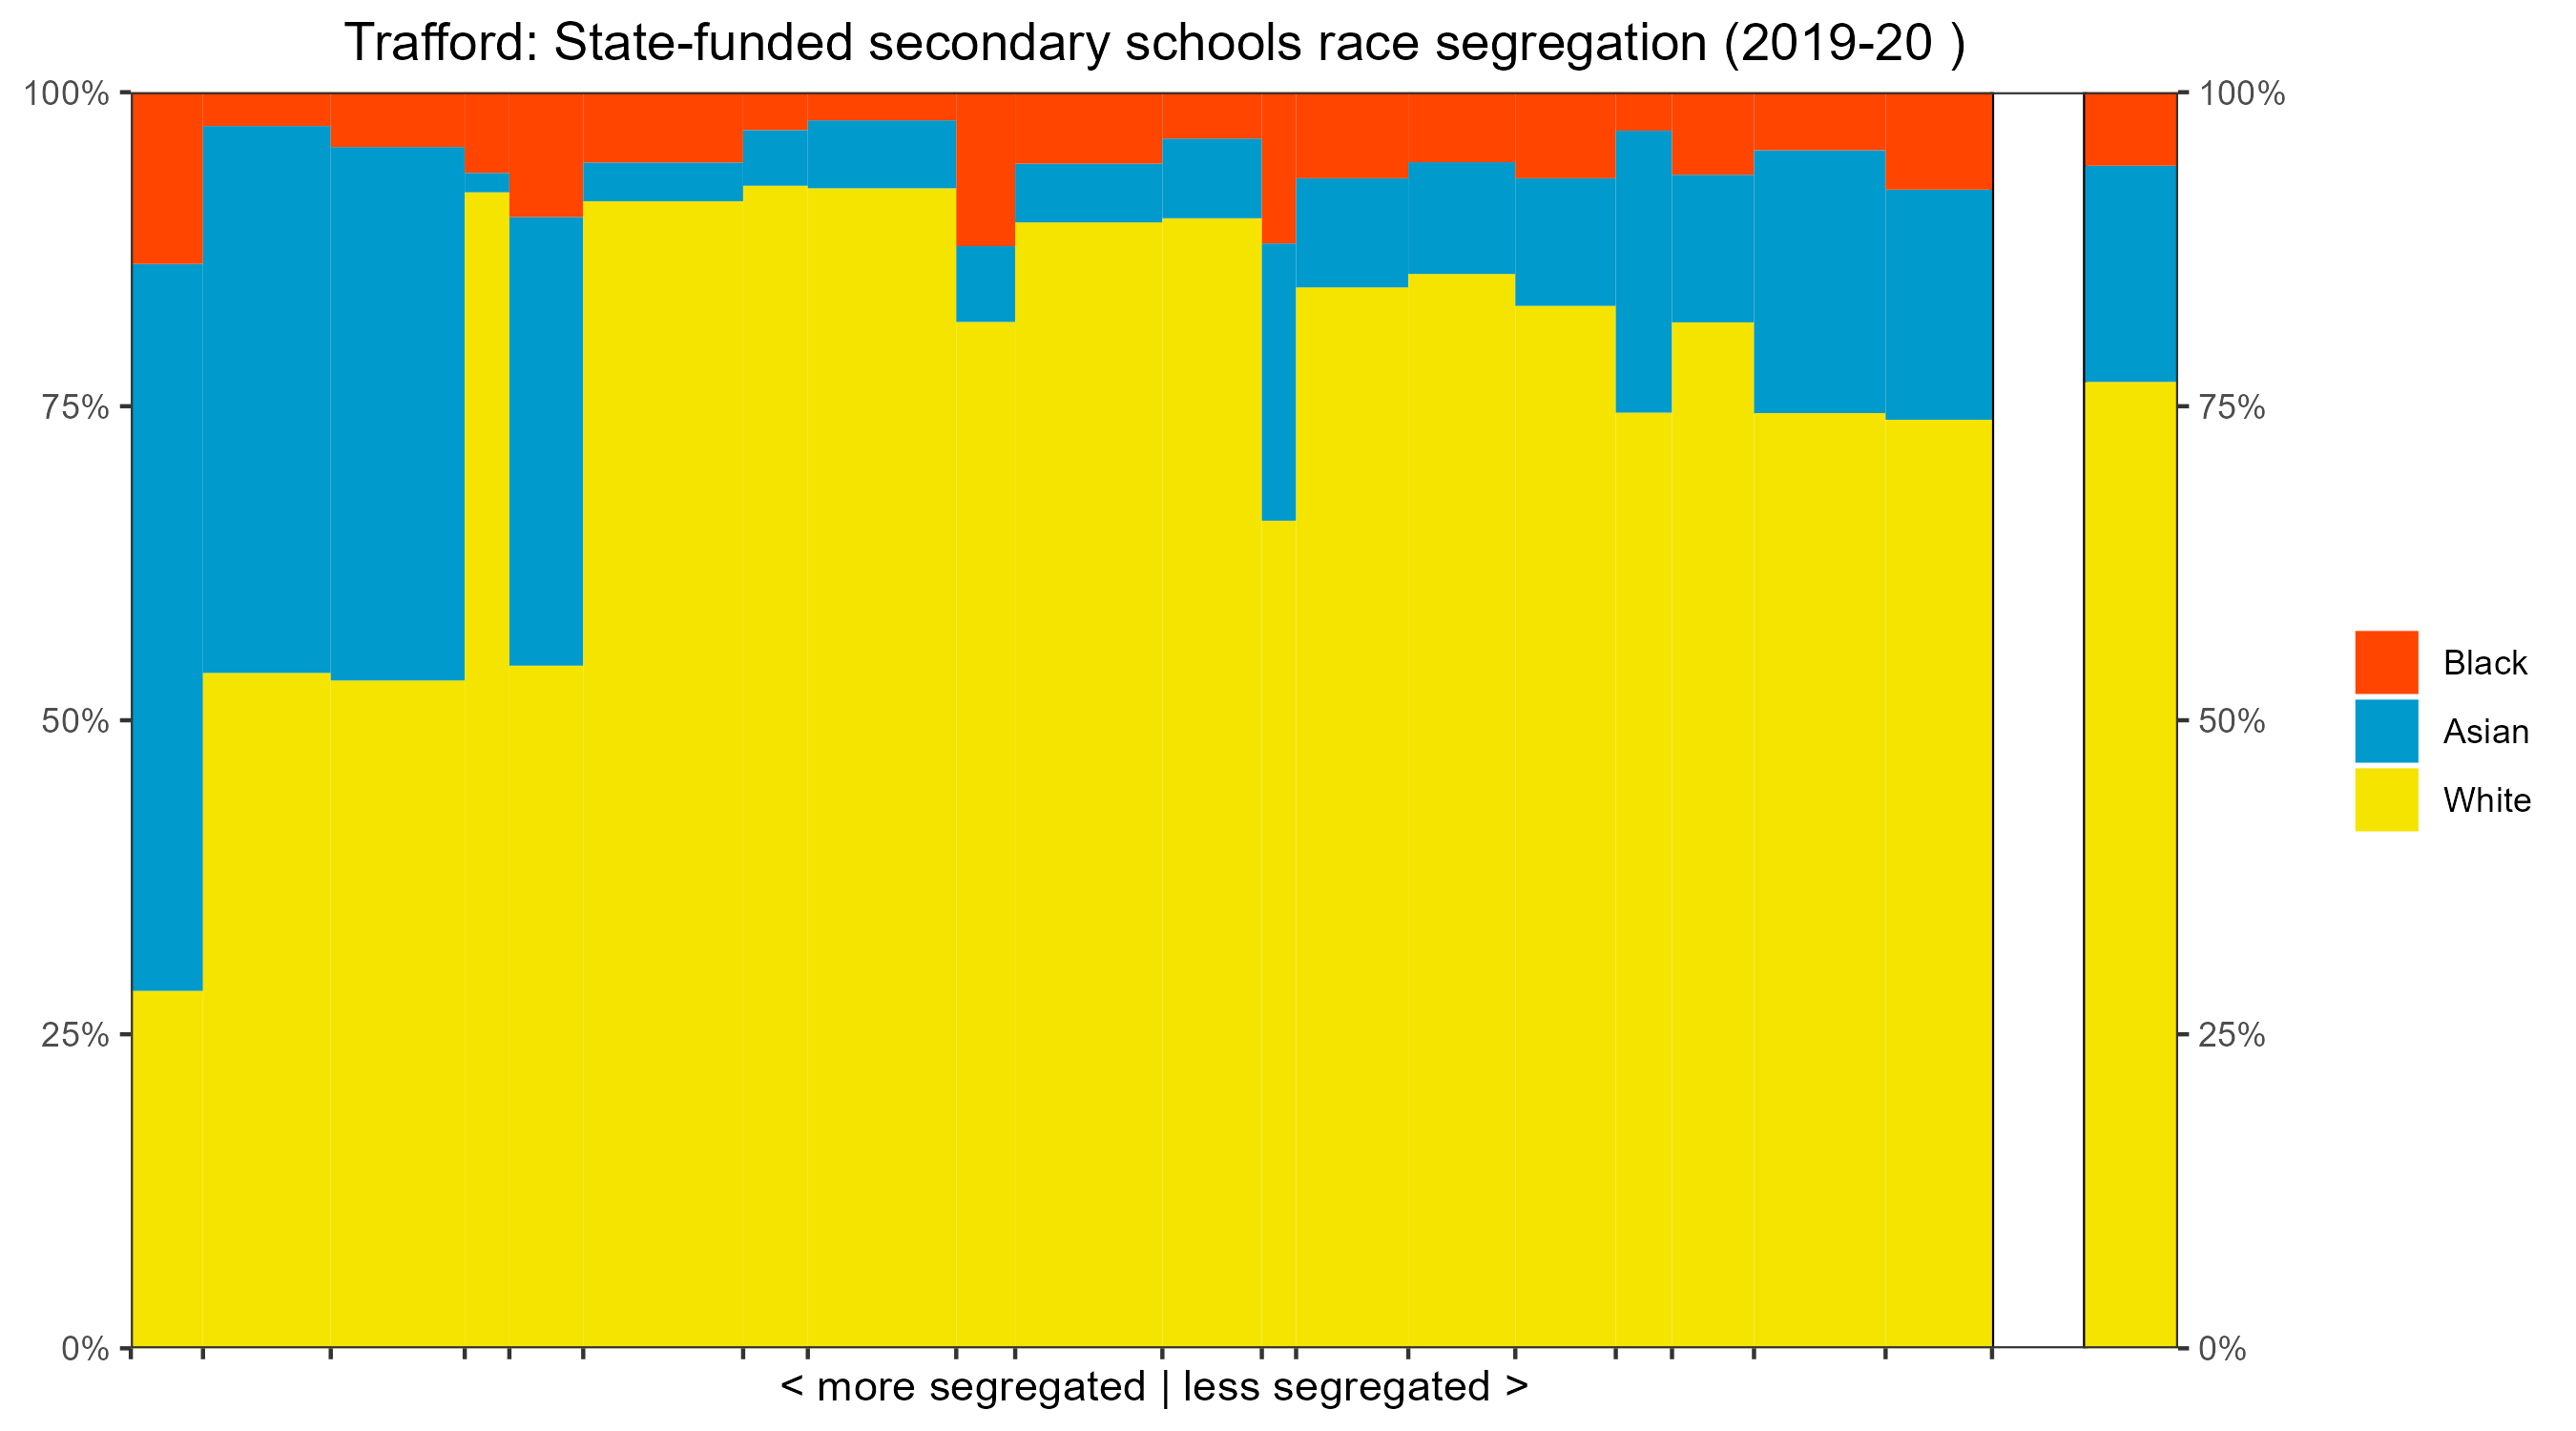 Trafford: State-funded secondary schools race segregation (2019-20 )
100%
75%
50%
25%
0%
100%
75%
50%
25%
0%
Black
Asian
White
< more segregated | less segregated >